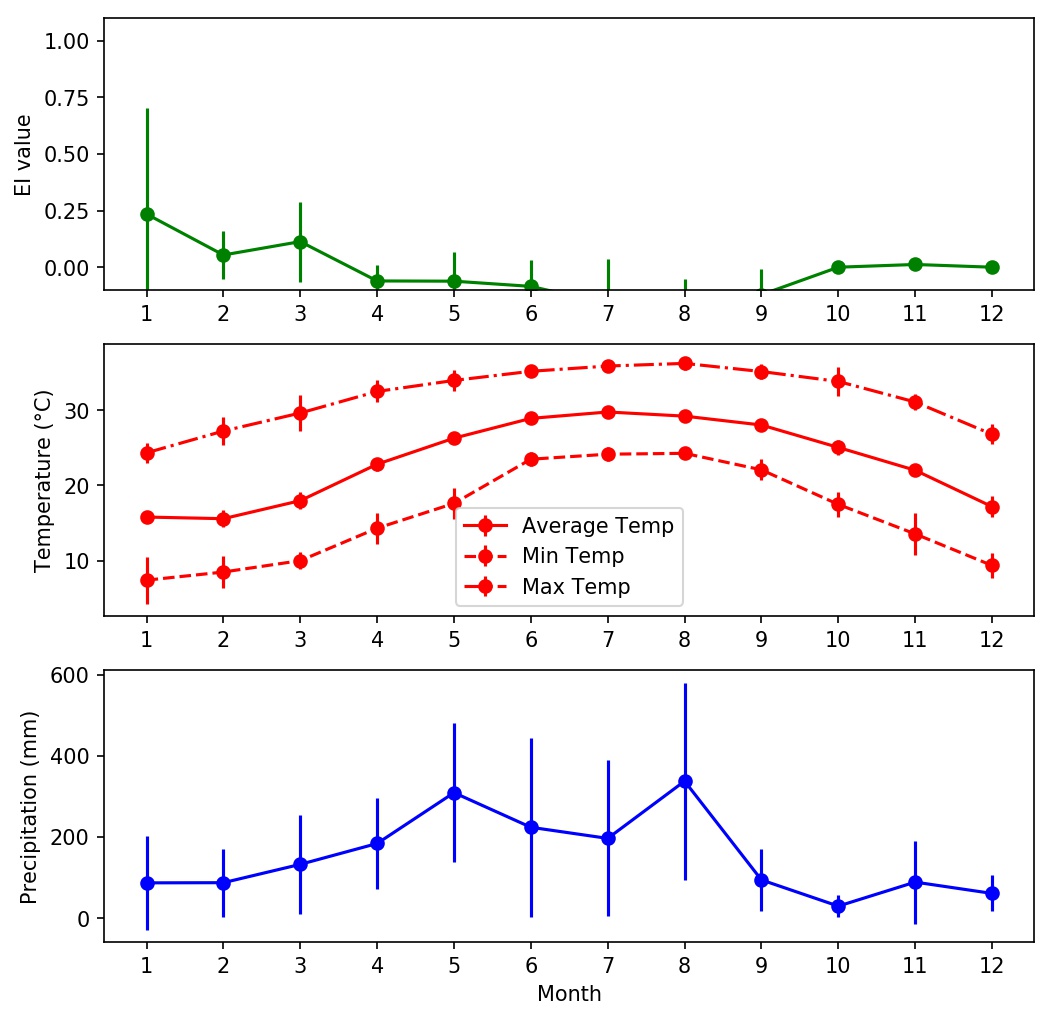 1.00
0.75
0.50
0.25
0.00
EI value
1 2 3 4 5 6 7 8 9 10 11 12
30
20
10
Temperature (°C)
Average Temp
Min Temp
Max Temp
1 2 3 4 5 6 7 8 9 10 11 12
600
400
200
0
Precipitation (mm)
1 2 3 4 5 6 7 8 9 10 11 12
Month